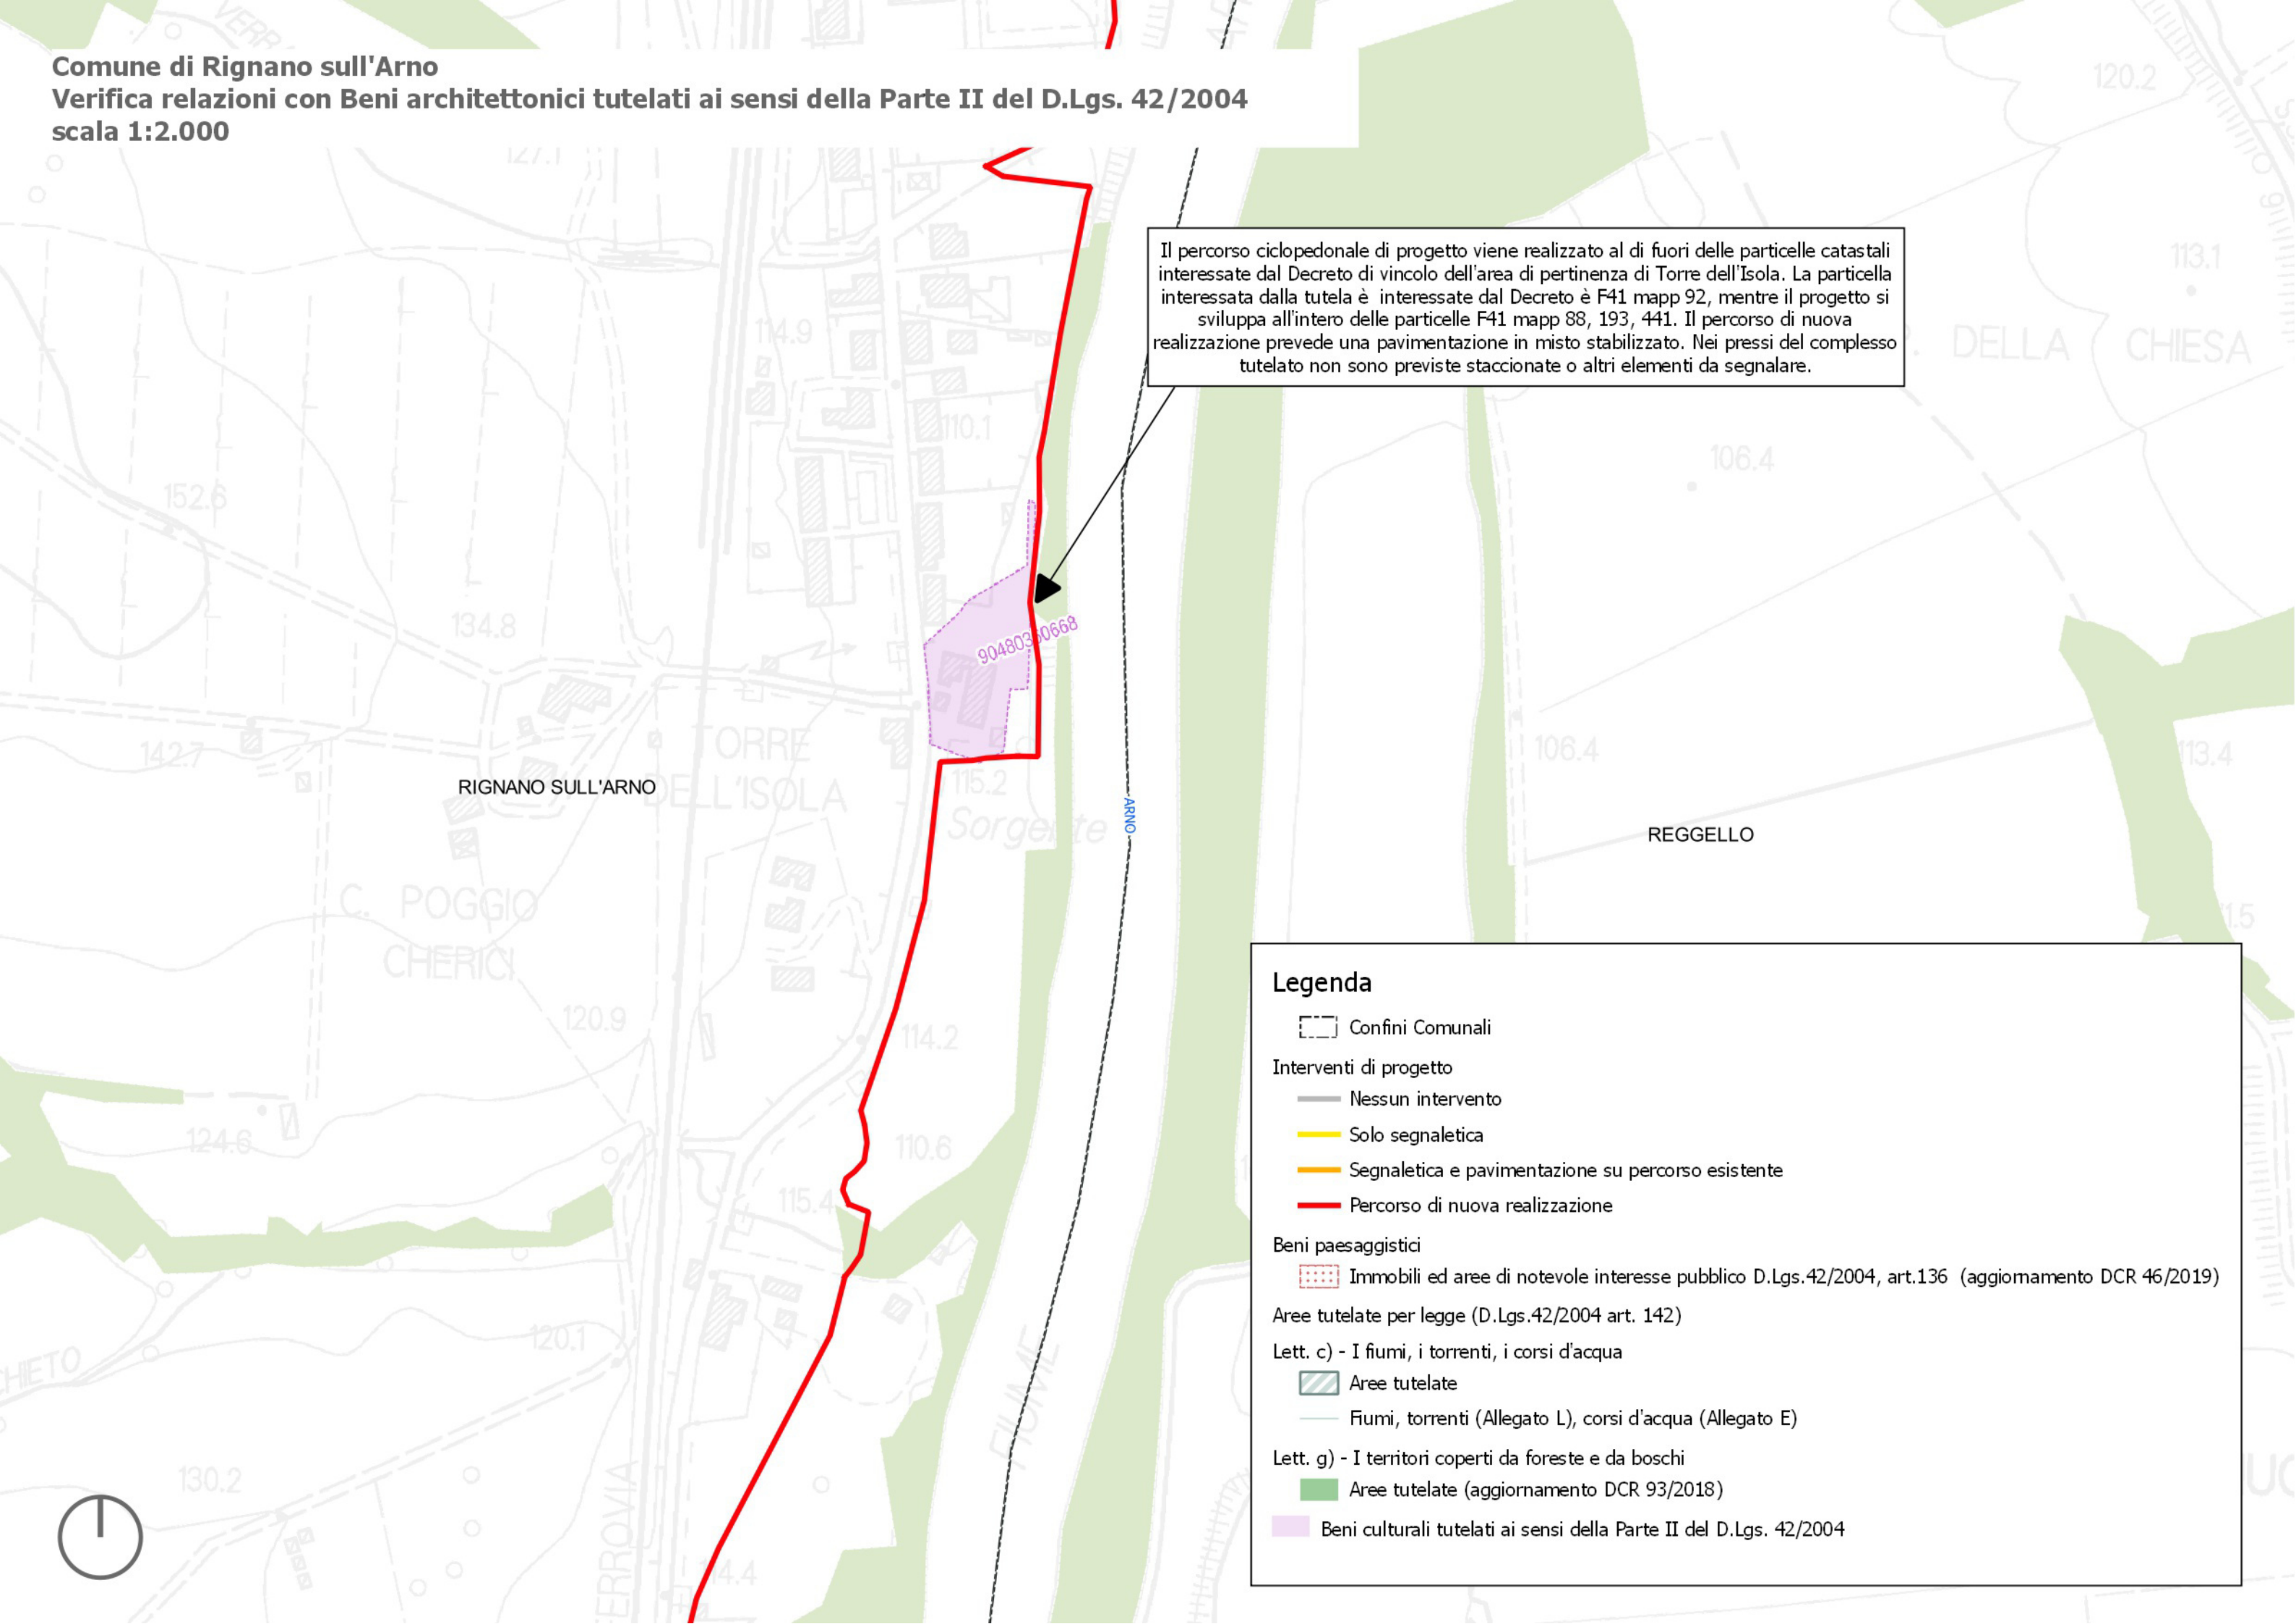 Comune di Rignano sull'Arno
Verifica relazioni con Beni architettonici tutelati ai sensi della Parte II del D.Lgs. 42/2004
scala 1:2.000
120.2
127.1
Il percorso ciclopedonale di progetto viene realizzato al di fuori delle particelle catastali
interessate dal Decreto di vincolo dell'area di pertinenza di Torre dell'Isola. La particella
interessata dalla tutela è interessate dal Decreto è F41 mapp 92, mentre il progetto si
sviluppa all'intero delle particelle F41 mapp 88, 193, 441. Il percorso di nuova
realizzazione prevede una pavimentazione in misto stabilizzato. Nei pressi del complesso
tutelato non sono previste staccionate o altri elementi da segnalare.
113.1
114.9
DELLA CHIESA
110.1
106.4
152.6
134.8
90480350668
TORRE
DELL'ISOLA
142.7
106.4
113.4
RIGNANO SULL'ARNO
115.2
Sorgente
ARNO
REGGELLO
C. POGGIO
CHERICI
120.9
114.2
124.6
110.6
115.4
120.1
FIUME
130.2
Legenda
Confini Comunali
Interventi di progetto
Nessun intervento
Solo segnaletica
Segnaletica e pavimentazione su percorso esistente
Percorso di nuova realizzazione
Beni paesaggistici
Immobili ed aree di notevole interesse pubblico D.Lgs.42/2004, art.136 (aggiornamento DCR 46/2019)
Aree tutelate per legge (D.Lgs.42/2004 art. 142)
Lett. c) - I fiumi, i torrenti, i corsi d'acqua
Aree tutelate
Fiumi, torrenti (Allegato L), corsi d'acqua (Allegato E)
Lett. g) - I territori coperti da foreste e da boschi
Aree tutelate (aggiornamento DCR 93/2018)
Beni culturali tutelati ai sensi della Parte II del D.Lgs. 42/2004